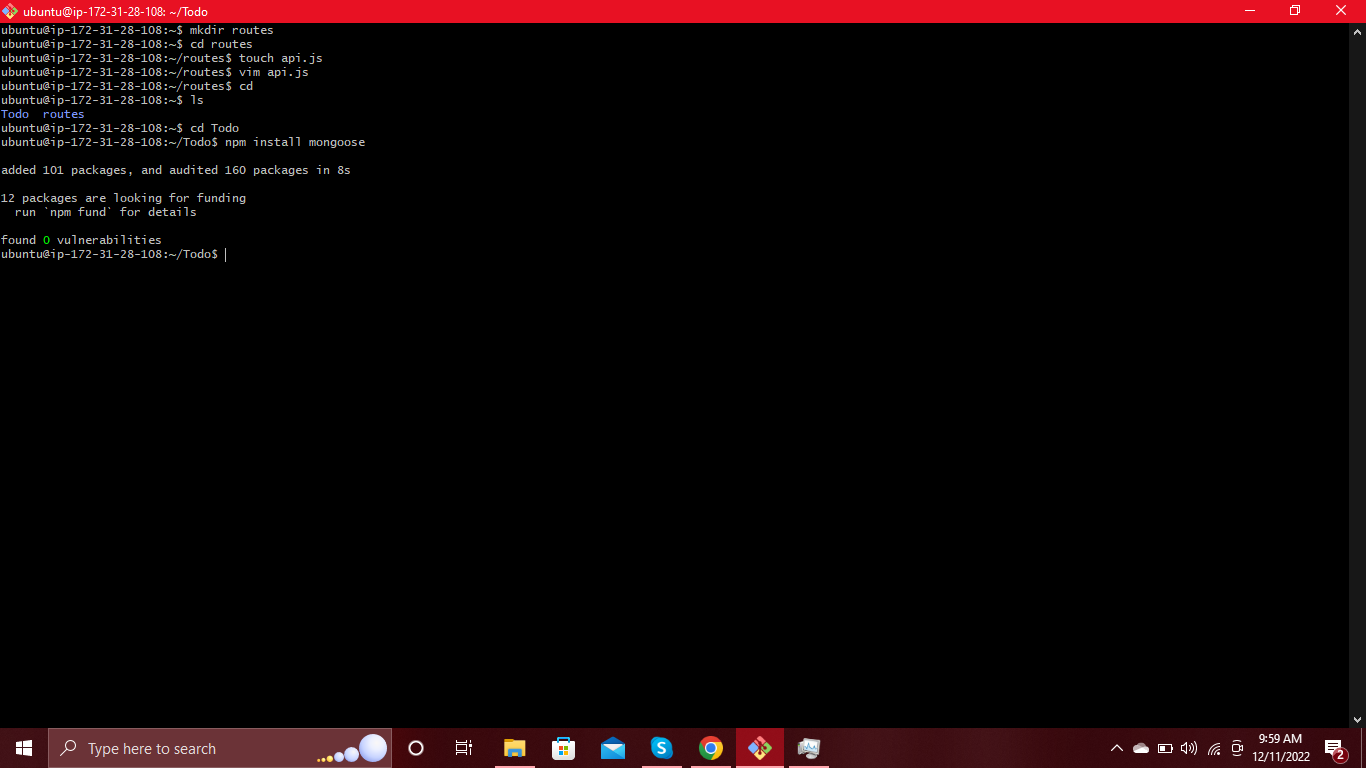 ubuntu@ip-172-31-28-108: ~/Todo
ubuntu@ip-172-31-28-108:~$ mkdir routes
ubuntu@ip-172-31-28-108:~$ cd routes
ubuntu@ip-172-31-28-108:~/routes$ touch api.js
ubuntu@ip-172-31-28-108:~/routes$ vim api.js
ubuntu@ip-172-31-28-108:~/routes$ cd
ubuntu@ip-172-31-28-108:~$ ls
Todo  routes
ubuntu@ip-172-31-28-108:~$ cd Todo
ubuntu@ip-172-31-28-108:~/Todo$ npm install mongoose
added 101 packages, and audited 160 packages in 8s
12 packages are looking for funding
  run `npm fund` for details
found 0 vulnerabilities
ubuntu@ip-172-31-28-108:~/Todo$
Type here to search
S
9:59 AM
12/11/2022
2